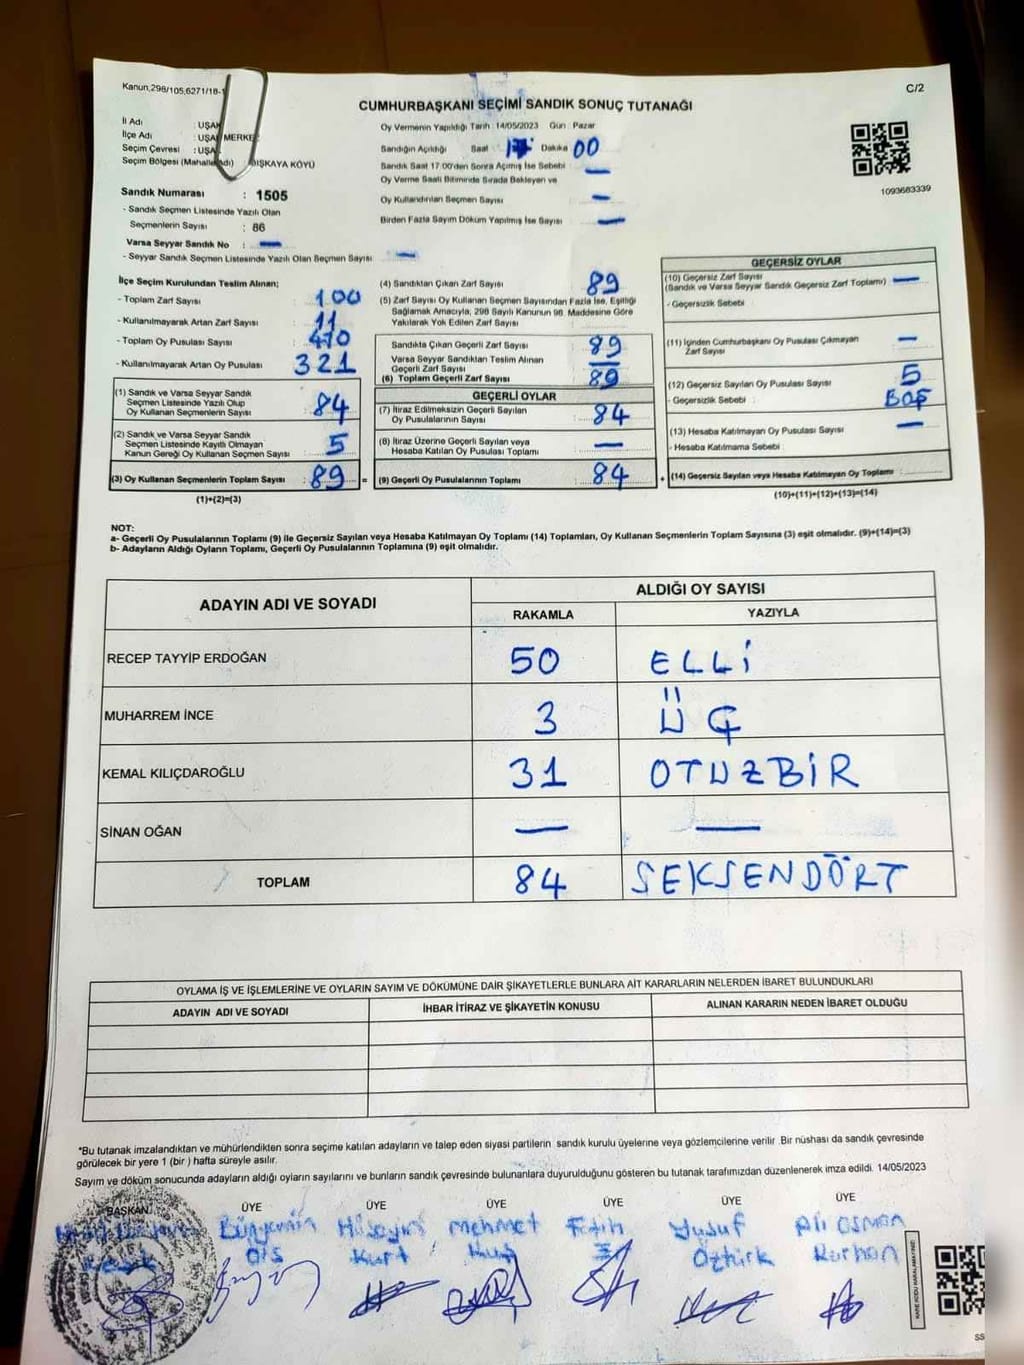 Kanun,298/105,6271/18-1
C/2
CUMHURBAŞKANI SEÇİMİ SANDIK SONUÇ TUTANAĞI
İl Adı : UŞAK
İlçe Adı : UŞA MERKE
Seçim Çevresi : UŞA
Seçim Bölgesi (Mahalle Adı) : IŞKAYA KÖYÜ
Sandık Numarası : 1505
- Sandık Seçmen Listesinde Yazılı Olan
Seçmenlerin Sayısı : 86
Varsa Seyyar Sandık No : —
- Seyyar Sandık Seçmen Listesinde Yazılı Olan Seçmen Sayısı —
Oy Vermenin Yapıldığı Tarih : 14/05/2023 Gün : Pazar
Sandığın Açıldığı Saat 17 Dakika 00
Sandık Saat 17:00'den Sonra Açılmış İse Sebebi —
Oy Verme Saati Bitiminde Sırada Bekleyen ve
Oy Kullandırılan Seçmen Sayısı —
Birden Fazla Sayım Döküm Yapılmış İse Sayısı —
1093683339
İlçe Seçim Kurulundan Teslim Alınan;
- Toplam Zarf Sayısı 100
- Kullanılmayarak Artan Zarf Sayısı 11
- Toplam Oy Pusulası Sayısı 410
- Kullanılmayarak Artan Oy Pusulası 321
(1) Sandık ve Varsa Seyyar Sandık
Seçmen Listesinde Yazılı Olup
Oy Kullanan Seçmenlerin Sayısı 84
(2) Sandık ve Varsa Seyyar Sandık
Seçmen Listesinde Kayıtlı Olmayan
Kanun Gereği Oy Kullanan Seçmen Sayısı 5
(3) Oy Kullanan Seçmenlerin Toplam Sayısı : 89 =
(1)+(2)=(3)
(4) Sandıktan Çıkan Zarf Sayısı 89
(5) Zarf Sayısı Oy Kullanan Seçmen Sayısından Fazla İse, Eşitliği
Sağlamak Amacıyla, 298 Sayılı Kanunun 98. Maddesine Göre
Yakılarak Yok Edilen Zarf Sayısı
Sandıkta Çıkan Geçerli Zarf Sayısı 89
Varsa Seyyar Sandıktan Teslim Alınan
Geçerli Zarf Sayısı —
(6) Toplam Geçerli Zarf Sayısı 89
GEÇERLİ OYLAR
(7) İtiraz Edilmeksizin Geçerli Sayılan
Oy Pusulalarının Sayısı 84
(8) İtiraz Üzerine Geçerli Sayılan veya
Hesaba Katılan Oy Pusulası Toplamı —
(9) Geçerli Oy Pusulalarının Toplamı 84 +
GEÇERSİZ OYLAR
(10) Geçersiz Zarf Sayısı
(Sandık ve Varsa Seyyar Sandık Geçersiz Zarf Toplamı) —
- Geçersizlik Sebebi :
(11) İçinden Cumhurbaşkanı Oy Pusulası Çıkmayan
Zarf Sayısı —
(12) Geçersiz Sayılan Oy Pusulası Sayısı 5
- Geçersizlik Sebebi : BOŞ
(13) Hesaba Katılmayan Oy Pusulası Sayısı —
- Hesaba Katılmama Sebebi
(14) Geçersiz Sayılan veya Hesaba Katılmayan Oy Toplamı :
(10)+(11)+(12)+(13)=(14)
NOT:
a- Geçerli Oy Pusulalarının Toplamı (9) ile Geçersiz Sayılan veya Hesaba Katılmayan Oy Toplamı (14) Toplamları, Oy Kullanan Seçmenlerin Toplam Sayısına (3) eşit olmalıdır. (9)+(14)=(3)
b- Adayların Aldığı Oyların Toplamı, Geçerli Oy Pusulalarının Toplamına (9) eşit olmalıdır.
ADAYIN ADI VE SOYADI
ALDIĞI OY SAYISI
RAKAMLA YAZIYLA
RECEP TAYYİP ERDOĞAN 50 ELLİ
MUHARREM İNCE 3 ÜÇ
KEMAL KILIÇDAROĞLU 31 OTUZBİR
SİNAN OĞAN — —
TOPLAM 84 SEKSENDÖRT
OYLAMA İŞ VE İŞLEMLERİNE VE OYLARIN SAYIM VE DÖKÜMÜNE DAİR ŞİKAYETLERLE BUNLARA AİT KARARLARIN NELERDEN İBARET BULUNDUKLARI
ADAYIN ADI VE SOYADI İHBAR İTİRAZ VE ŞİKAYETİN KONUSU ALINAN KARARIN NEDEN İBARET OLDUĞU
*Bu tutanak imzalandıktan ve mühürlendikten sonra seçime katılan adayların ve talep eden siyasi partilerin sandık kurulu üyelerine veya gözlemcilerine verilir. Bir nüshası da sandık çevresinde
görülecek bir yere 1 (bir ) hafta süreyle asılır.
Sayım ve döküm sonucunda adayların aldığı oyların sayılarını ve bunların sandık çevresinde bulunanlara duyurulduğunu gösteren bu tutanak tarafımızdan düzenlenerek imza edildi. 14/05/2023
BAŞKAN ÜYE ÜYE ÜYE ÜYE ÜYE ÜYE
Bünyamin Hüseyin Mehmet Fatih Yusuf Ali Osman
Kurt Kuş Öztürk
KARE KODU KARALAMAYINIZ!
SS